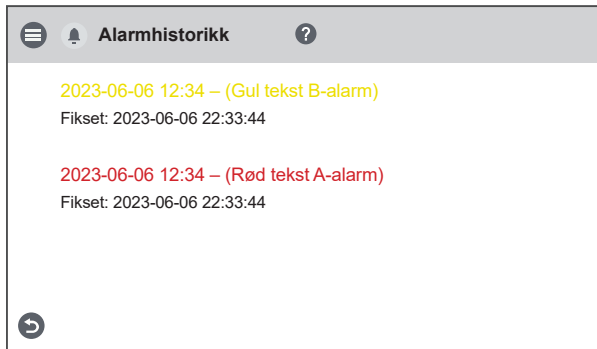 Alarmhistorikk ?
2023-06-06 12:34 – (Gul tekst B-alarm)
Fikset: 2023-06-06 22:33:44
2023-06-06 12:34 – (Rød tekst A-alarm)
Fikset: 2023-06-06 22:33:44